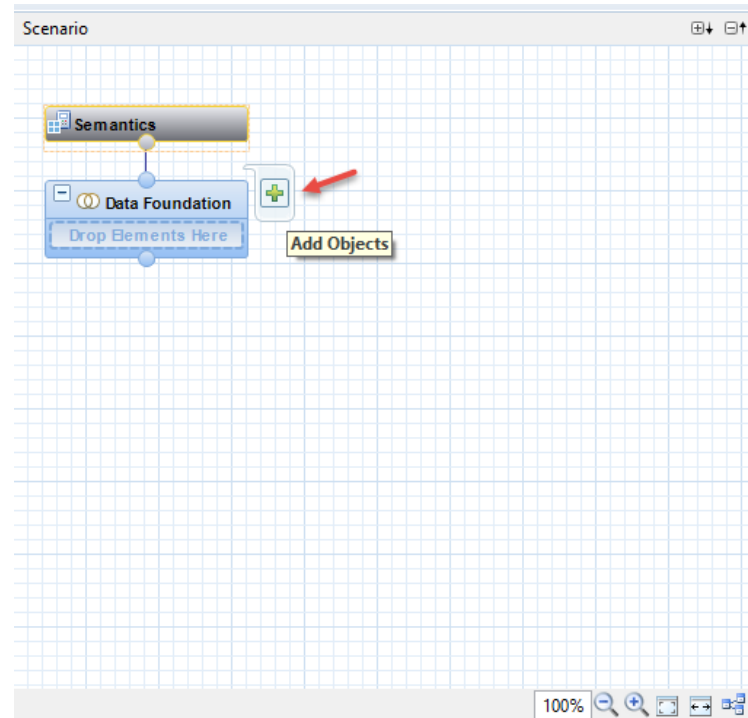 Scenario
Semantics
Data Foundation
Drop Elements Here
Add Objects
100%